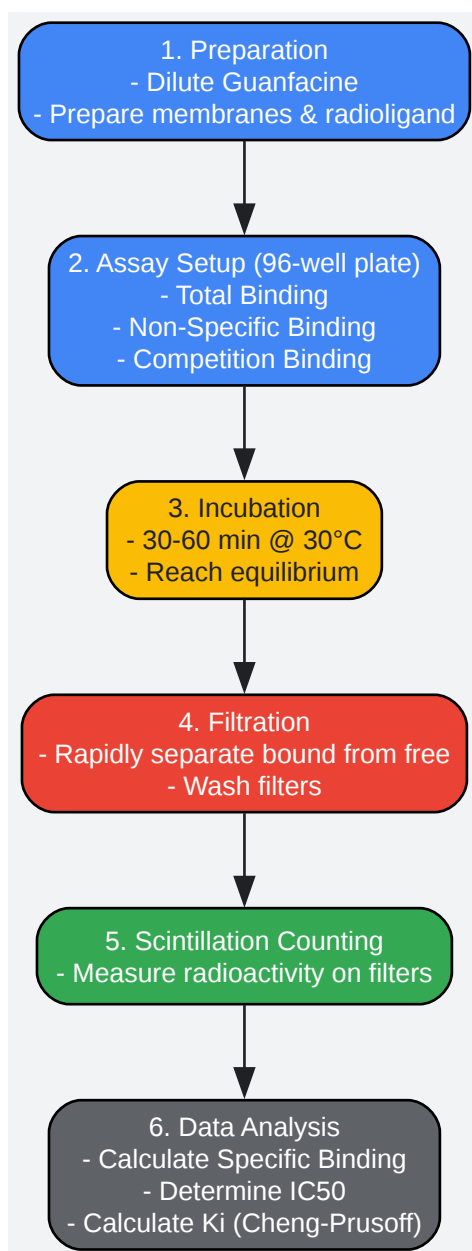 1. Preparation
- Dilute Guanfacine
- Prepare membranes & radioligand
2. Assay Setup (96-well plate)
- Total Binding
- Non-Specific Binding
- Competition Binding
3. Incubation
- 30-60 min @ 30°C
- Reach equilibrium
4. Filtration
- Rapidly separate bound from free
- Wash filters
5. Scintillation Counting
- Measure radioactivity on filters
6. Data Analysis
- Calculate Specific Binding
- Determine IC50
- Calculate Ki (Cheng-Prusoff)